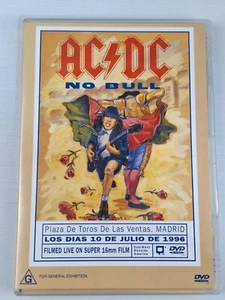 AC/DC
NO BULL
Plaza De Toros De Las Ventas, MADRID
LOS DIAS 10 DE JULIO DE 1996
FILMED LIVE ON SUPER 16mm FILM
DVD
G
FOR GENERAL EXHIBITION.
DVD